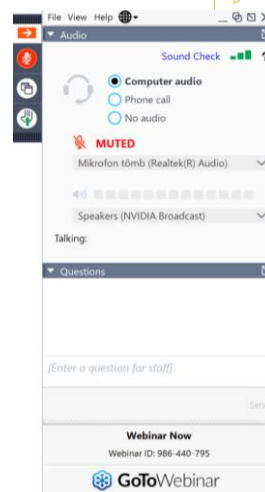 File View Help
Audio
Sound Check
Computer audio
Phone call
No audio
MUTED
Mikrofon tömb (Realtek(R) Audio)
Speakers (NVIDIA Broadcast)
Talking:
Questions
[Enter a question for staff]
Webinar Now
Webinar ID: 986-440-795
GoToWebinar